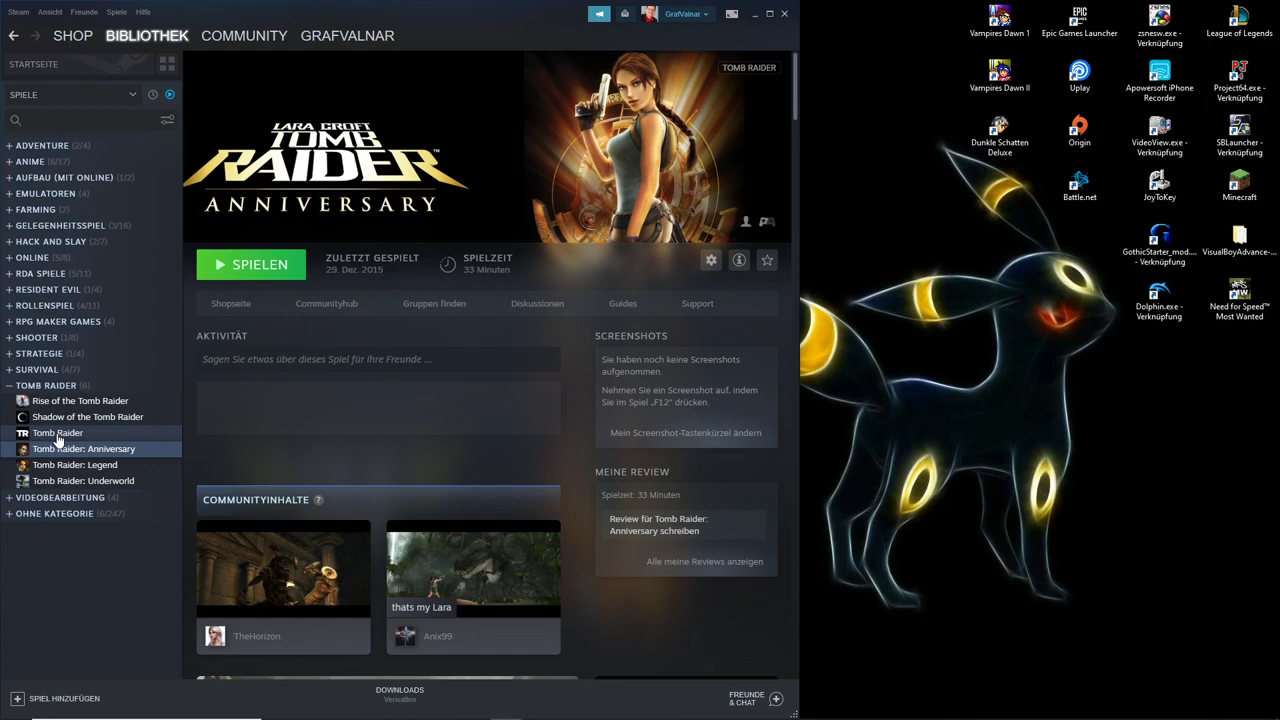 Steam Ansicht Freunde Spiele Hilfe
GrafValnar
SHOP BIBLIOTHEK COMMUNITY GRAFVALNAR
STARTSEITE
SPIELE
+ ADVENTURE (2/4)
+ ANIME (6/17)
+ AUFBAU (MIT ONLINE) (1/2)
+ EMULATOREN (4)
+ FARMING (2)
+ GELEGENHEITSSPIEL (3/16)
+ HACK AND SLAY (2/7)
+ ONLINE (5/8)
+ RDA SPIELE (5/11)
+ RESIDENT EVIL (1/4)
+ ROLLENSPIEL (4/11)
+ RPG MAKER GAMES (4)
+ SHOOTER (1/8)
+ STRATEGIE (1/4)
+ SURVIVAL (4/7)
− TOMB RAIDER (6)
Rise of the Tomb Raider
Shadow of the Tomb Raider
TR Tomb Raider
Tomb Raider: Anniversary
Tomb Raider: Legend
Tomb Raider: Underworld
+ VIDEOBEARBEITUNG (4)
+ OHNE KATEGORIE (6/247)
+ SPIEL HINZUFÜGEN
TOMB RAIDER
LARA CROFT
TOMB
RAIDER™
ANNIVERSARY
SPIELEN
ZULETZT GESPIELT
29. Dez. 2015
SPIELZEIT
33 Minuten
Shopseite Communityhub Gruppen finden Diskussionen Guides Support
AKTIVITÄT
Sagen Sie etwas über dieses Spiel für Ihre Freunde ...
COMMUNITYINHALTE ?
thats my Lara
TheHorizon
Anix99
SCREENSHOTS
Sie haben noch keine Screenshots
aufgenommen.
Nehmen Sie ein Screenshot auf, indem
Sie im Spiel „F12" drücken.
Mein Screenshot-Tastenkürzel ändern
MEINE REVIEW
Spielzeit: 33 Minuten
Review für Tomb Raider:
Anniversary schreiben
Alle meine Reviews anzeigen
DOWNLOADS
Verwalten
FREUNDE
& CHAT
Vampires Dawn 1
EPIC
GAMES
Epic Games Launcher
zsnesw.exe -
Verknüpfung
League of Legends
Vampires Dawn II
Uplay
Apowersoft iPhone
Recorder
Project64.exe -
Verknüpfung
Dunkle Schatten
Deluxe
Origin
VideoView.exe -
Verknüpfung
SBLauncher -
Verknüpfung
Battle.net
JoyToKey
Minecraft
GothicStarter_mod....
- Verknüpfung
VisualBoyAdvance-...
Dolphin.exe -
Verknüpfung
Need for Speed™
Most Wanted